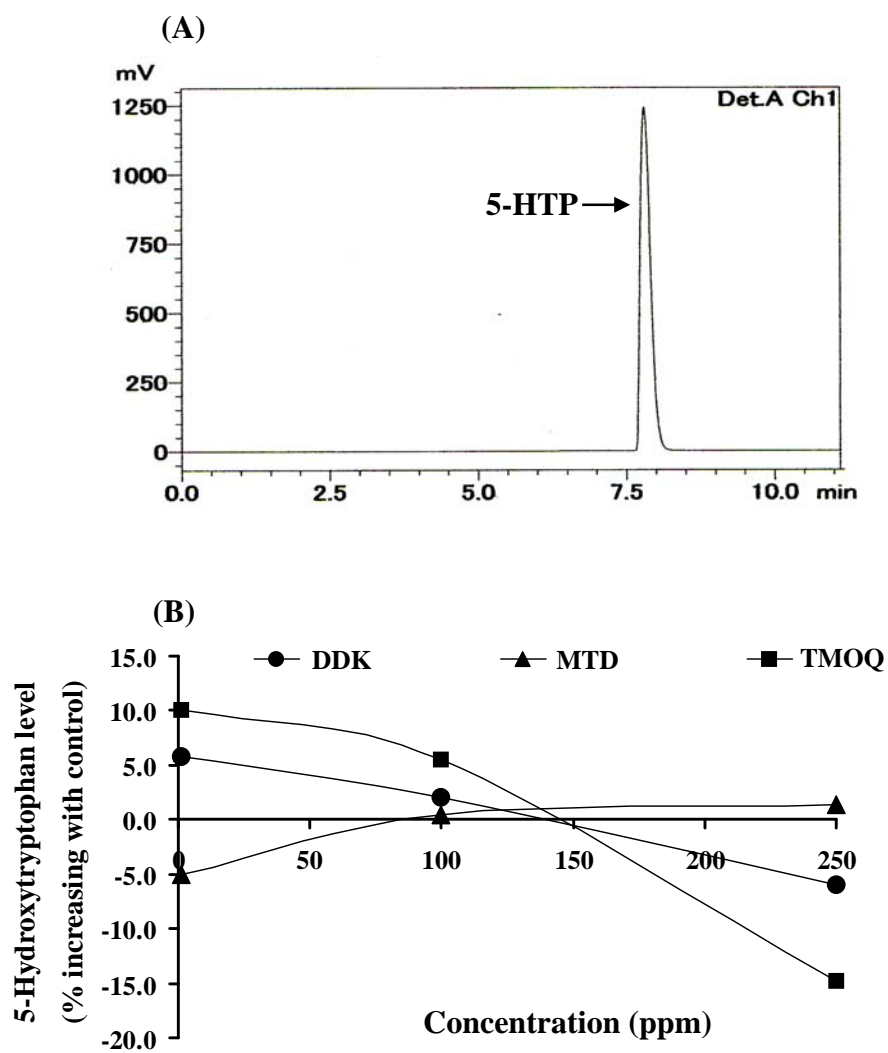 (A)
mV
Det.A Ch1
1250
1000
5-HTP
750
500
250
0
0.0 2.5 5.0 7.5 10.0 min
(B)
5-Hydroxytryptophan level
(% increasing with control)
15.0
DDK MTD TMOQ
10.0
5.0
0.0
0 50 100 150 200 250
-5.0
-10.0
-15.0
Concentration (ppm)
-20.0